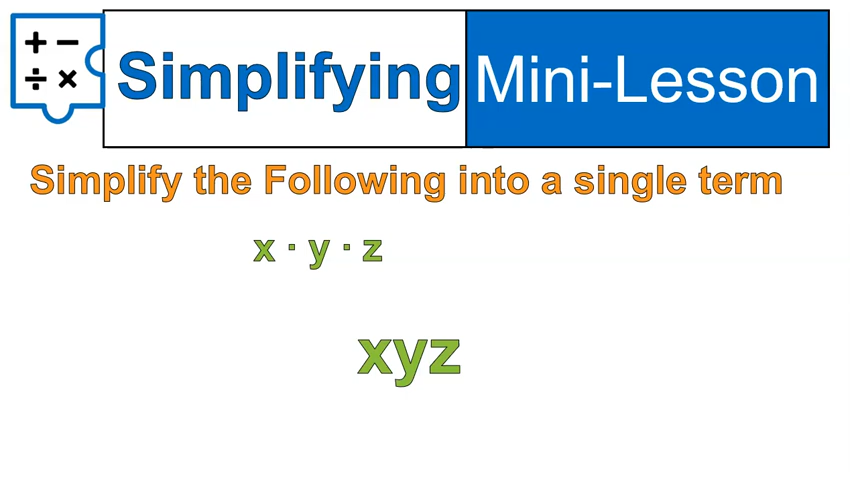 + −
÷ ×
Simplifying Mini-Lesson
Simplify the Following into a single term
x · y · z
xyz